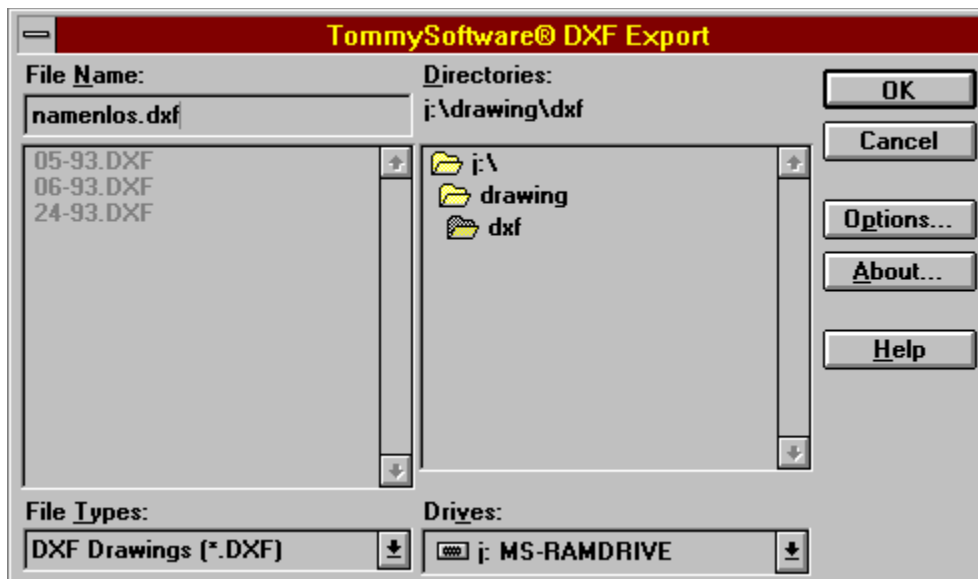 TommySoftware® DXF Export
File Name:
namenlos.dxf
05-93.DXF
06-93.DXF
24-93.DXF
File Types:
DXF Drawings (*.DXF)
Directories:
j:\drawing\dxf
j:\
drawing
dxf
Drives:
j: MS-RAMDRIVE
OK
Cancel
Options...
About...
Help